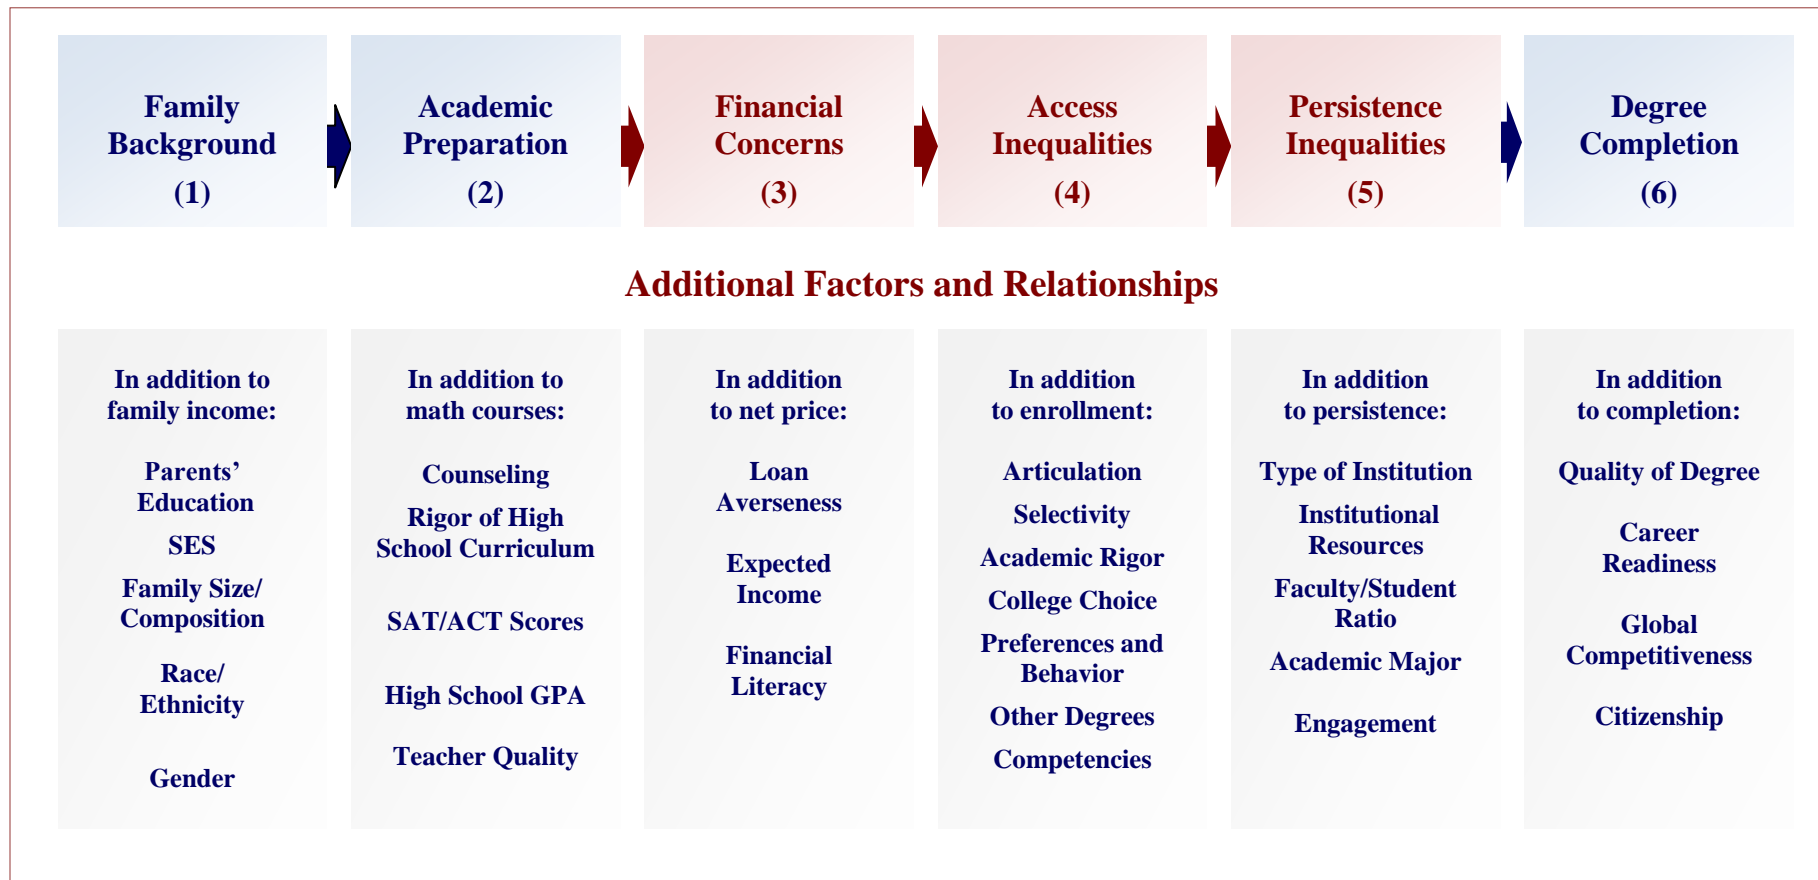 Family
Background
(1)
Academic
Preparation
(2)
Financial
Concerns
(3)
Access
Inequalities
(4)
Persistence
Inequalities
(5)
Degree
Completion
(6)
Additional Factors and Relationships
In addition to
family income:
Parents’
Education
SES
Family Size/
Composition
Race/
Ethnicity
Gender
In addition to
math courses:
Counseling
Rigor of High
School Curriculum
SAT/ACT Scores
High School GPA
Teacher Quality
In addition
to net price:
Loan
Averseness
Expected
Income
Financial
Literacy
In addition
to enrollment:
Articulation
Selectivity
Academic Rigor
College Choice
Preferences and
Behavior
Other Degrees
Competencies
In addition
to persistence:
Type of Institution
Institutional
Resources
Faculty/Student
Ratio
Academic Major
Engagement
In addition
to completion:
Quality of Degree
Career
Readiness
Global
Competitiveness
Citizenship